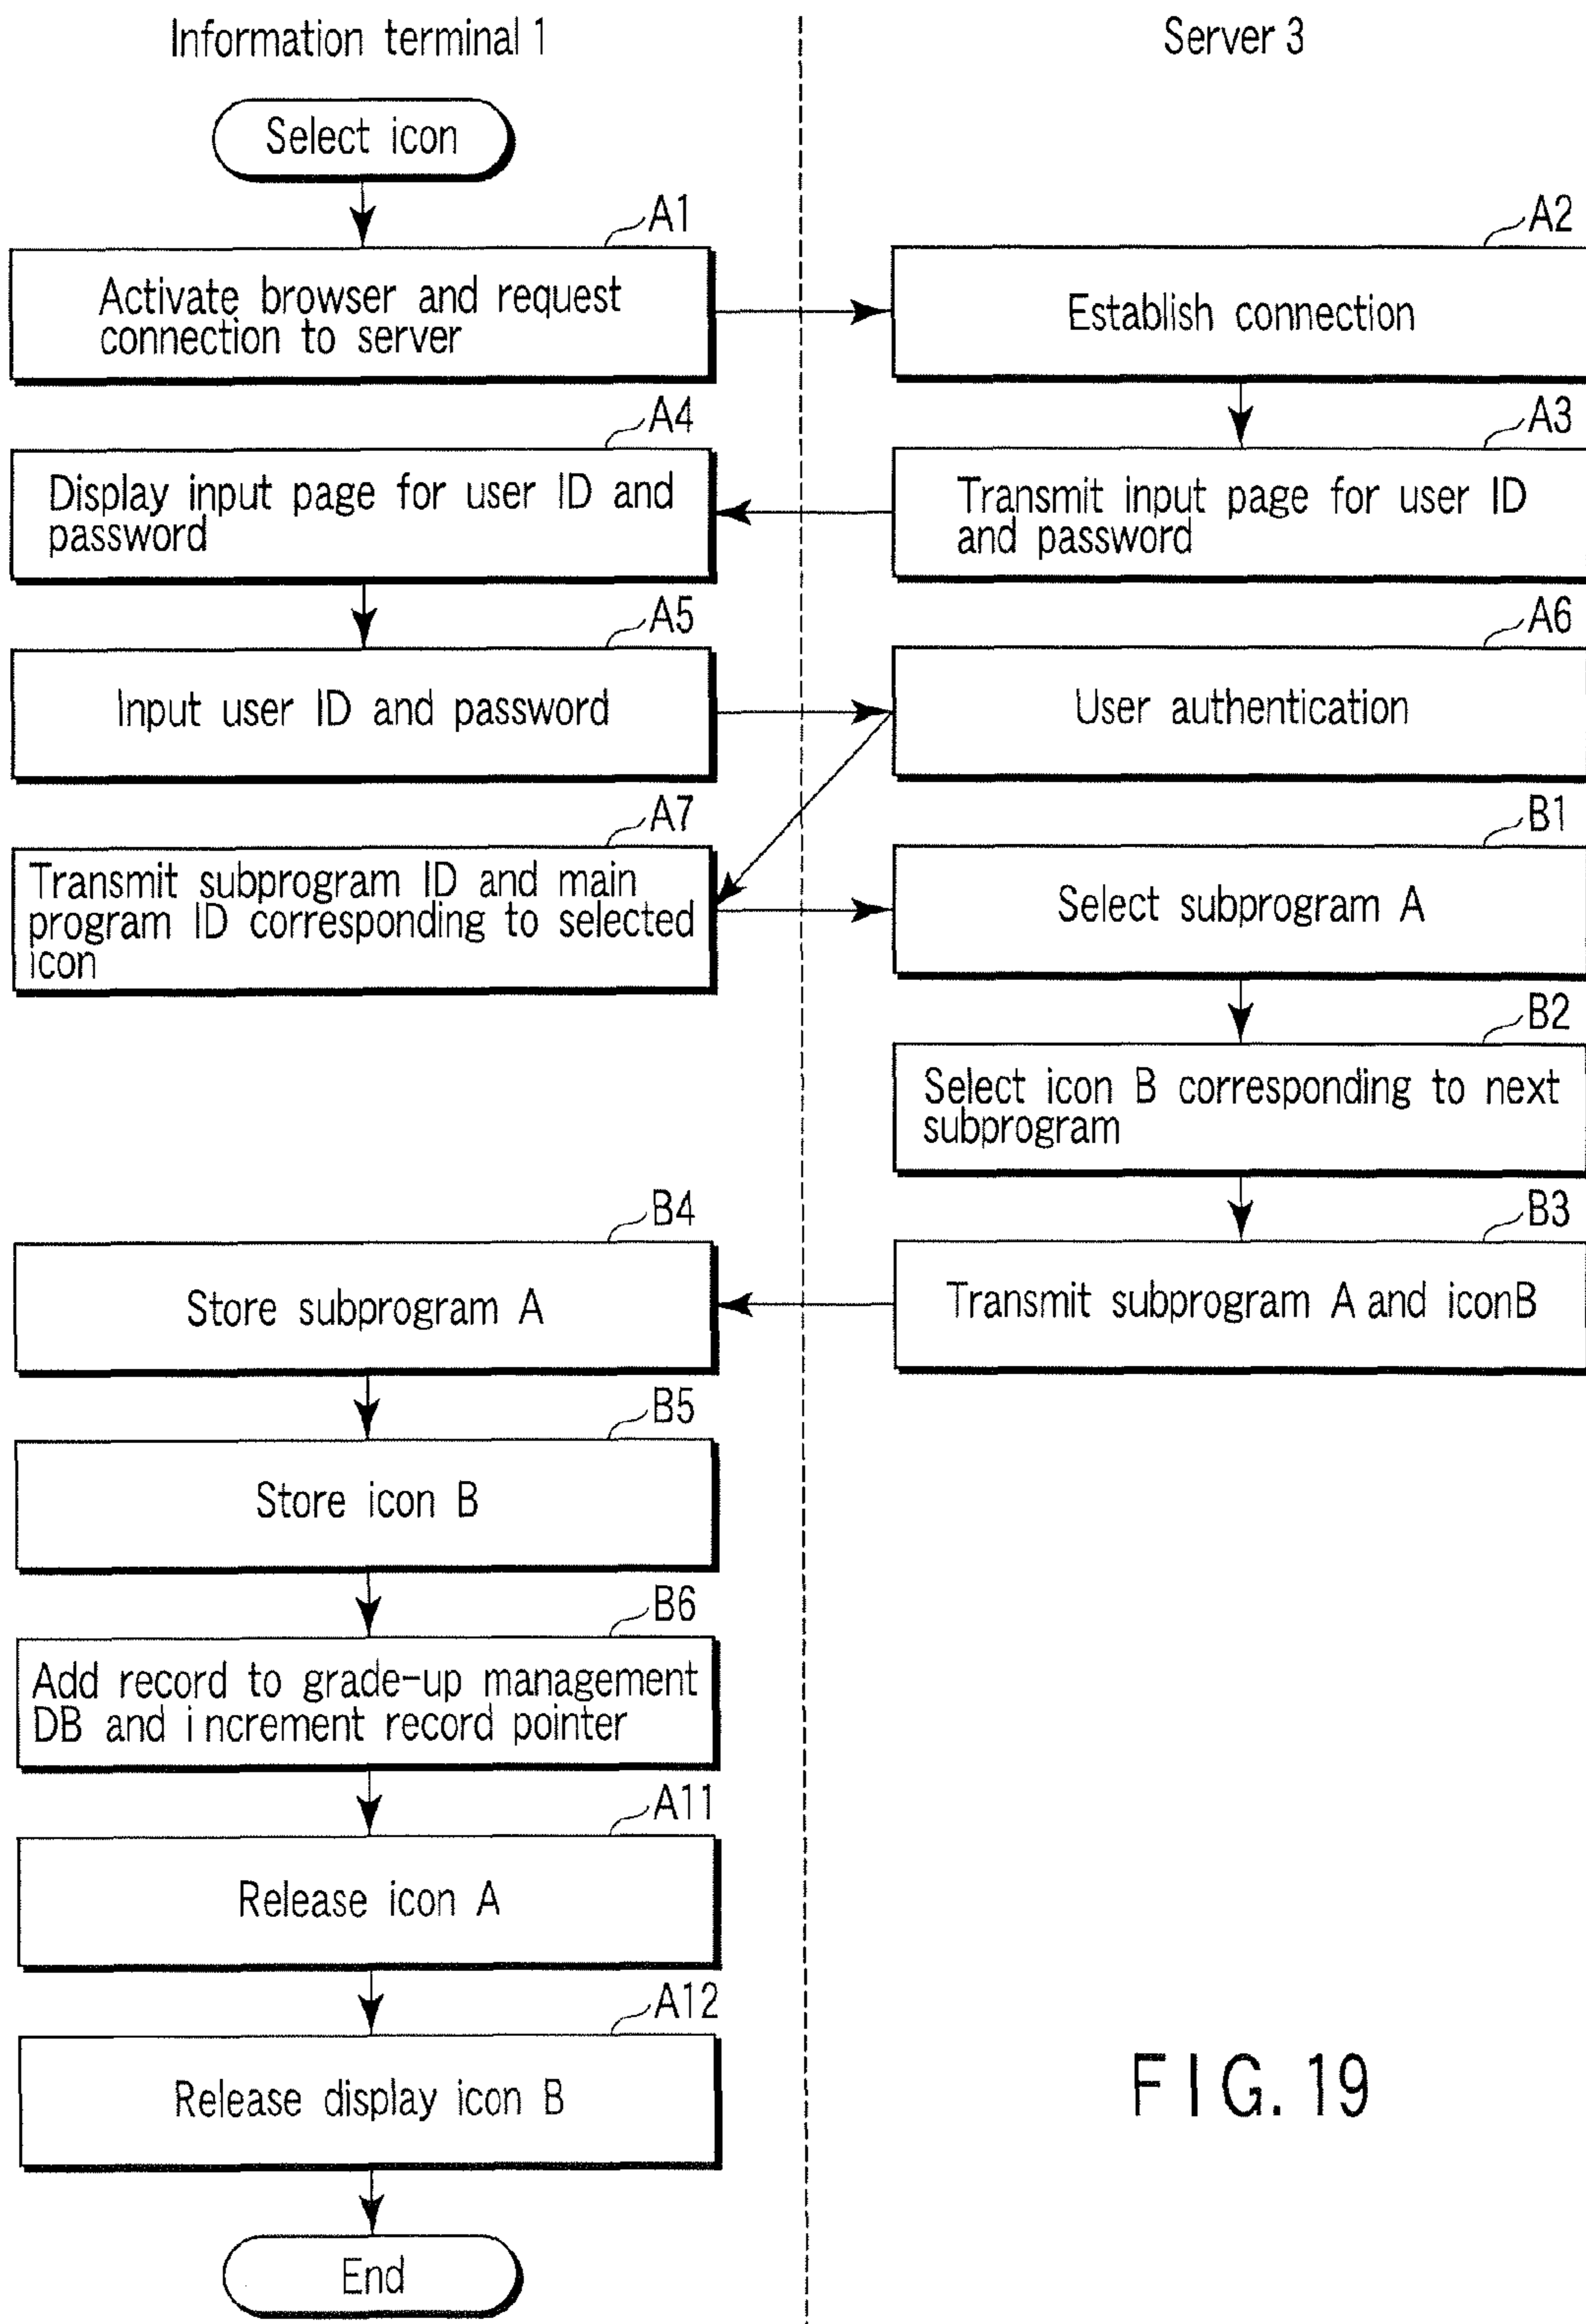 Information terminal 1
Server 3
Select icon
A1
Activate browser and request
connection to server
A2
Establish connection
A4
Display input page for user ID and
password
A3
Transmit input page for user ID
and password
A5
Input user ID and password
A6
User authentication
A7
Transmit subprogram ID and main
program ID corresponding to selected
icon
B1
Select subprogram A
B2
Select icon B corresponding to next
subprogram
B4
Store subprogram A
B3
Transmit subprogram A and iconB
B5
Store icon B
B6
Add record to grade-up management
DB and increment record pointer
A11
Release icon A
A12
Release display icon B
End
FIG. 19